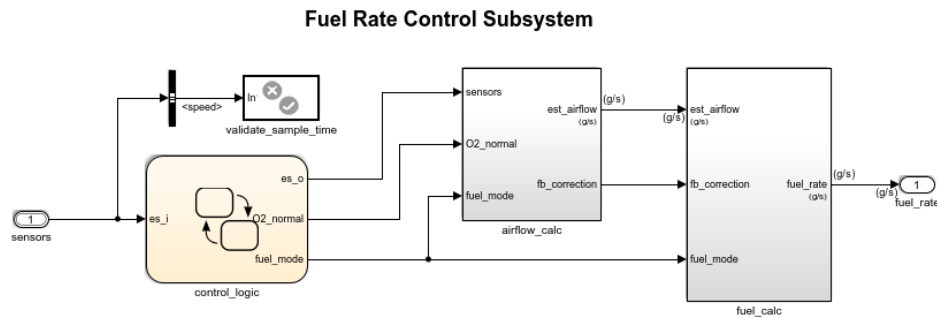 Fuel Rate Control Subsystem
<speed>
In
validate_sample_time
1
sensors
es_i
es_o
O2_normal
fuel_mode
control_logic
sensors
O2_normal
fuel_mode
est_airflow
(g/s)
fb_correction
airflow_calc
(g/s)
(g/s)
est_airflow
(g/s)
fb_correction
fuel_mode
fuel_rate
(g/s)
fuel_calc
(g/s)
(g/s)
1
fuel_rate